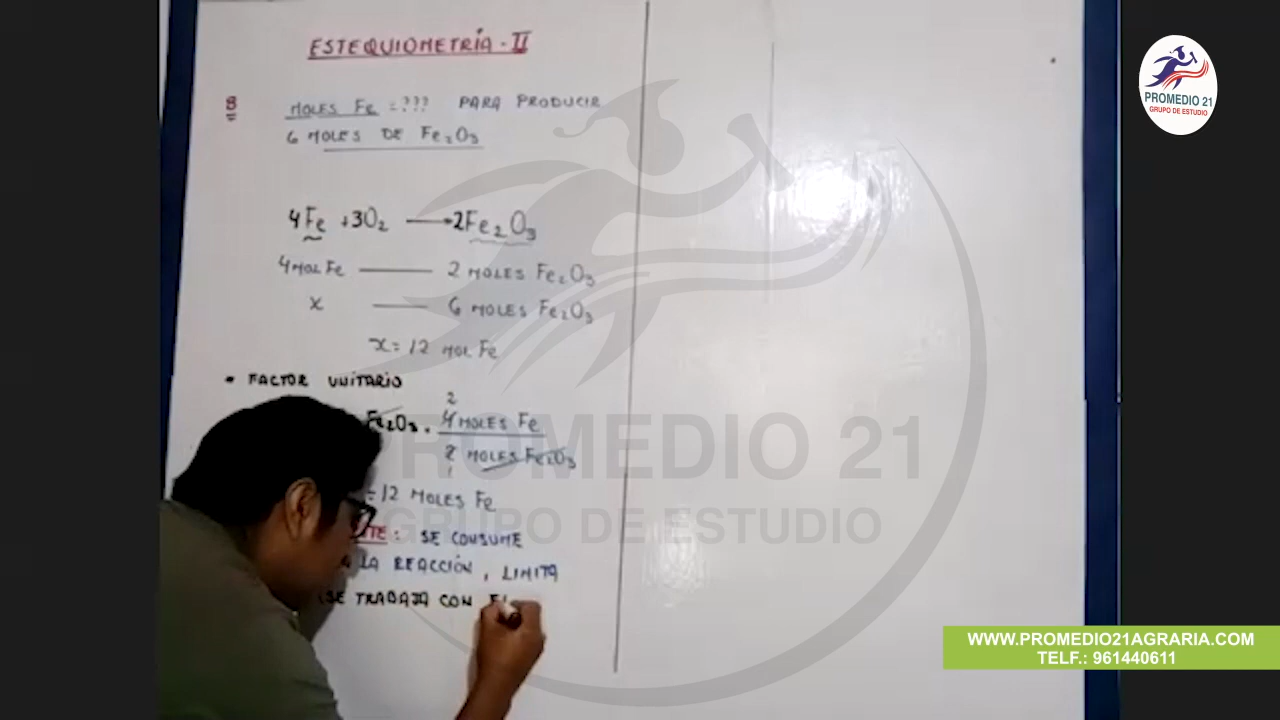 ESTEQUIOMETRÍA - II
8
MOLES Fe = ??? PARA PRODUCIR
6 MOLES DE Fe₂O₃
4Fe + 3O₂ → 2Fe₂O₃
4 MOL Fe —— 2 MOLES Fe₂O₃
x —— 6 MOLES Fe₂O₃
x = 12 MOL Fe
• FACTOR UNITARIO
2
Fe₂O₃ . 4 MOLES Fe
2 MOLES Fe₂O₃
1
= 12 MOLES Fe
: SE CONSUME
LA REACCIÓN, LIMITA
(SE TRABAJA CON
PROMEDIO 21
GRUPO DE ESTUDIO
PROMEDIO 21
GRUPO DE ESTUDIO
WWW.PROMEDIO21AGRARIA.COM
TELF.: 961440611